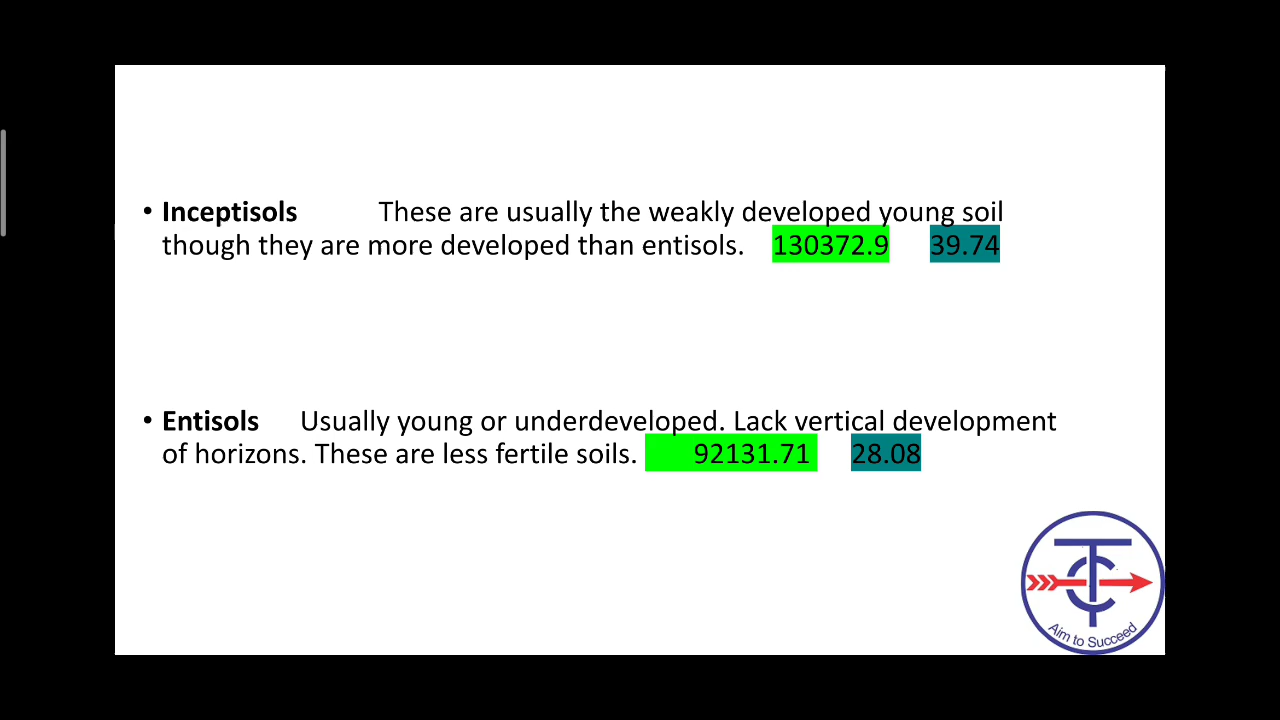 • Inceptisols These are usually the weakly developed young soil
though they are more developed than entisols. 130372.9 39.74
• Entisols Usually young or underdeveloped. Lack vertical development
of horizons. These are less fertile soils. 92131.71 28.08
TC
Aim to Succeed